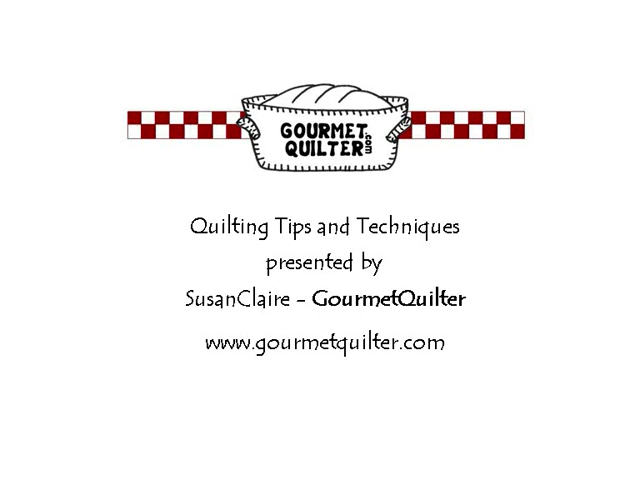 GOURMET
QUILTER.com
Quilting Tips and Techniques
presented by
SusanClaire - GourmetQuilter
www.gourmetquilter.com